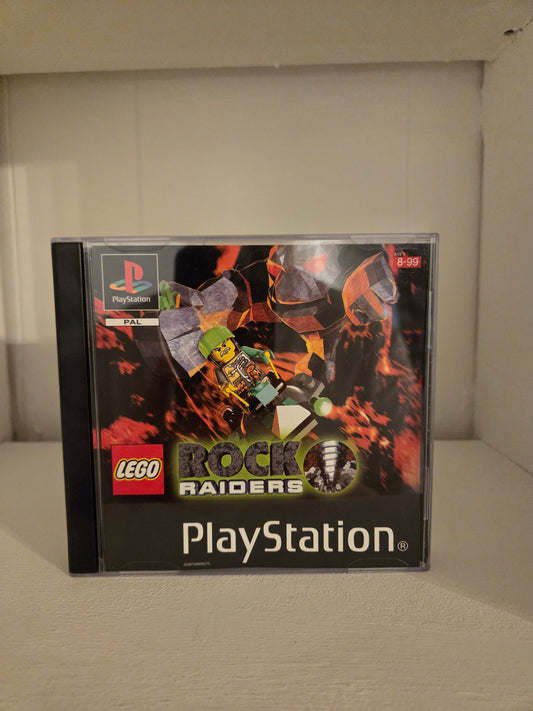 PlayStation
PAL
AGES
8-99
LEGO
ROCK
RAIDERS
PlayStation®